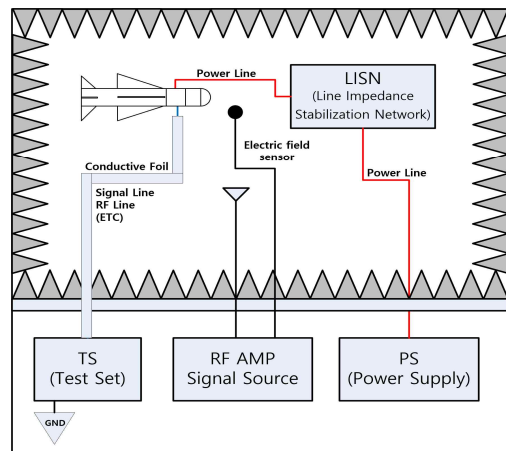 Power Line
LISN
(Line Impedance
Stabilization Network)
Electric field
sensor
Conductive Foil
Power Line
Signal Line
RF Line
(ETC)
TS
(Test Set)
RF AMP
Signal Source
PS
(Power Supply)
GND